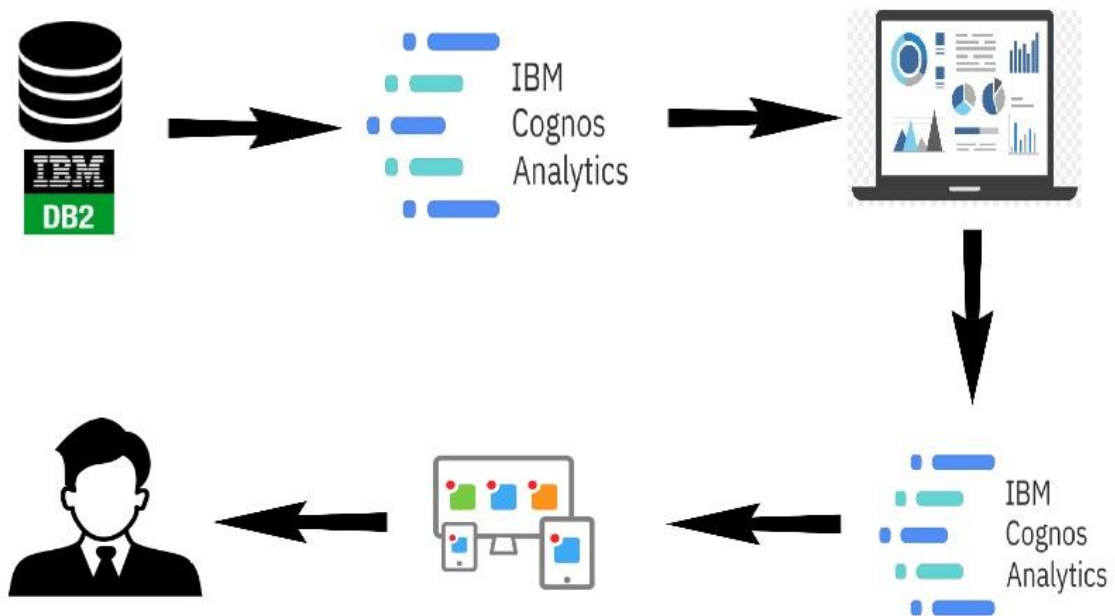 IBM
Cognos
Analytics
IBM
DB2
IBM
Cognos
Analytics